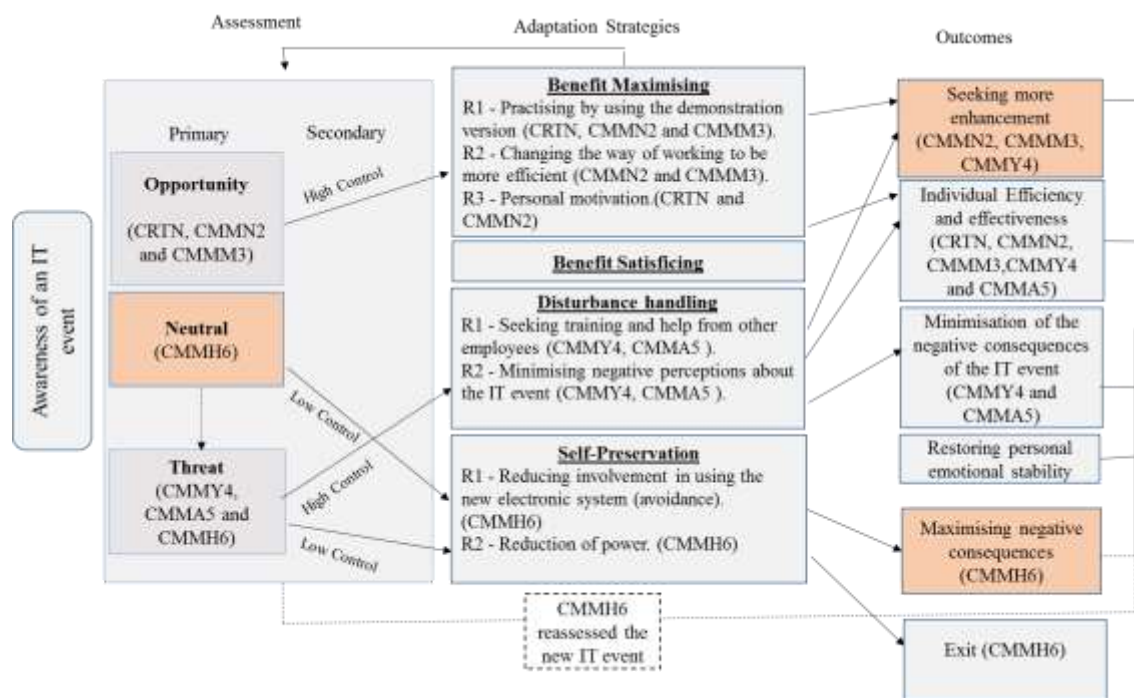 Assessment
Adaptation Strategies
Outcomes
Primary
Secondary
Awareness of an IT
event
Opportunity
(CRTN, CMMN2
and CMMM3)
Neutral
(CMMH6)
Threat
(CMMY4,
CMMA5 and
CMMH6)
High Control
Low Control
High Control
Low Control
Benefit Maximising
R1 - Practising by using the demonstration
version (CRTN, CMMN2 and CMMM3).
R2 - Changing the way of working to be
more efficient (CMMN2 and CMMM3).
R3 - Personal motivation.(CRTN and
CMMN2)
Benefit Satisficing
Disturbance handling
R1 - Seeking training and help from other
employees (CMMY4, CMMA5 ).
R2 - Minimising negative perceptions about
the IT event (CMMY4, CMMA5 ).
Self-Preservation
R1 - Reducing involvement in using the
new electronic system (avoidance).
(CMMH6)
R2 - Reduction of power. (CMMH6)
CMMH6
reassessed the
new IT event
Seeking more
enhancement
(CMMN2, CMMM3,
CMMY4)
Individual Efficiency
and effectiveness
(CRTN, CMMN2,
CMMM3,CMMY4
and CMMA5)
Minimisation of the
negative consequences
of the IT event
(CMMY4 and
CMMA5)
Restoring personal
emotional stability
Maximising negative
consequences
(CMMH6)
Exit (CMMH6)